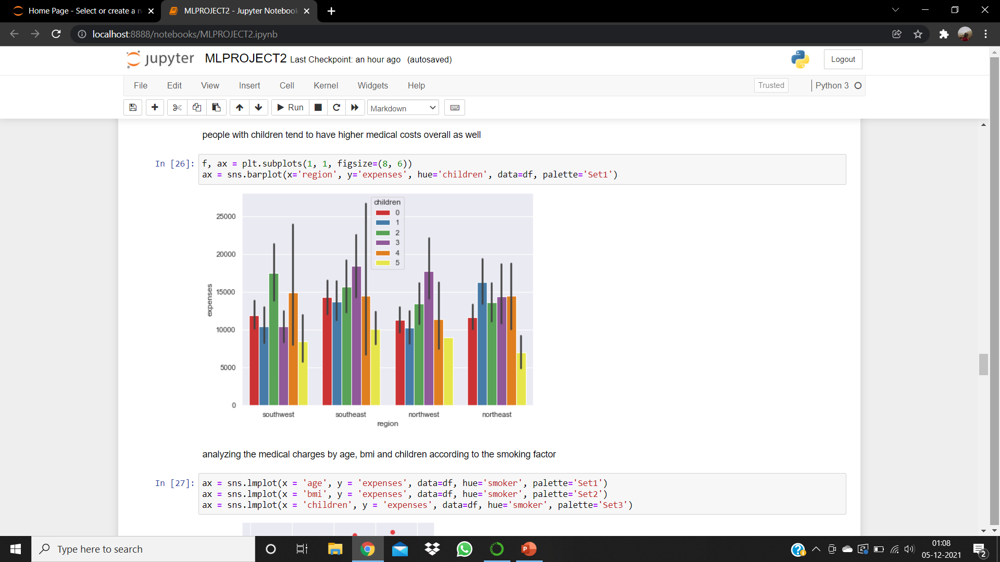 Home Page - Select or create a n
MLPROJECT2 - Jupyter Notebook
localhost:8888/notebooks/MLPROJECT2.ipynb
jupyter MLPROJECT2 Last Checkpoint: an hour ago (autosaved)
Logout
File Edit View Insert Cell Kernel Widgets Help
Trusted
Python 3
Run
Markdown
people with children tend to have higher medical costs overall as well
In [26]: f, ax = plt.subplots(1, 1, figsize=(8, 6))
ax = sns.barplot(x='region', y='expenses', hue='children', data=df, palette='Set1')
children
0
1
2
3
4
5
25000
20000
15000
10000
5000
0
expenses
southwest southeast northwest northeast
region
analyzing the medical charges by age, bmi and children according to the smoking factor
In [27]: ax = sns.lmplot(x = 'age', y = 'expenses', data=df, hue='smoker', palette='Set1')
ax = sns.lmplot(x = 'bmi', y = 'expenses', data=df, hue='smoker', palette='Set2')
ax = sns.lmplot(x = 'children', y = 'expenses', data=df, hue='smoker', palette='Set3')
Type here to search
01:08
05-12-2021
2